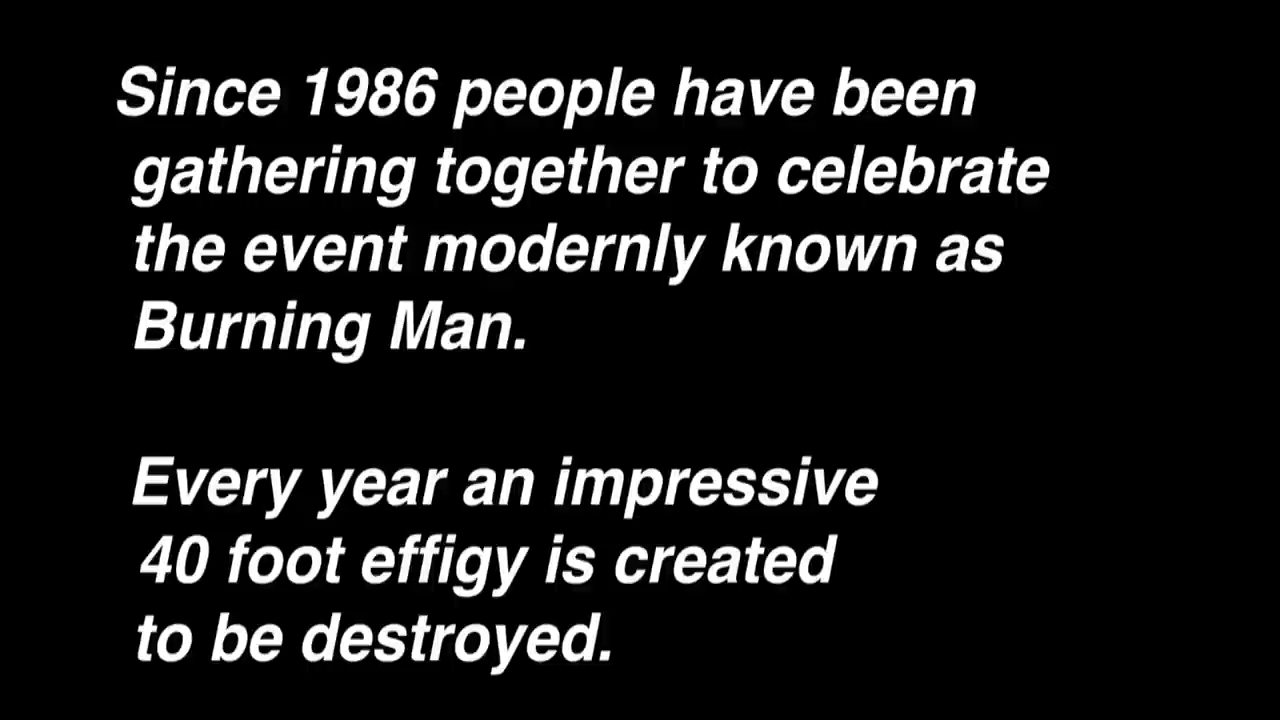 Since 1986 people have been
gathering together to celebrate
the event modernly known as
Burning Man.
Every year an impressive
40 foot effigy is created
to be destroyed.